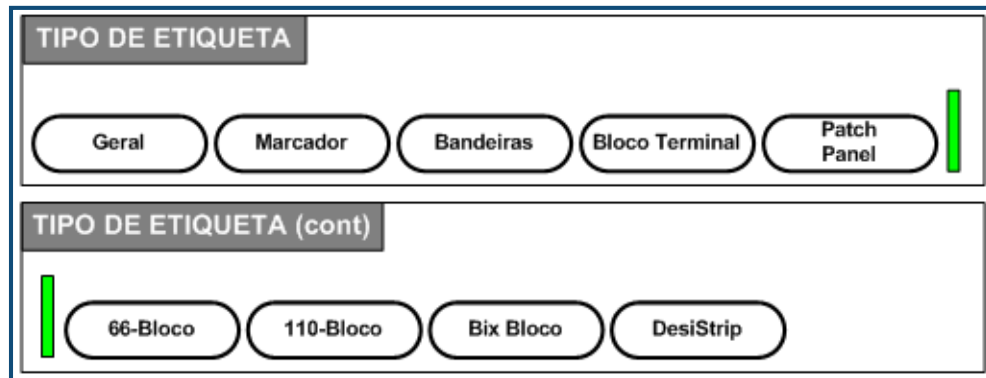 TIPO DE ETIQUETA
Geral
Marcador
Bandeiras
Bloco Terminal
Patch
Panel
TIPO DE ETIQUETA (cont)
66-Bloco
110-Bloco
Bix Bloco
DesiStrip